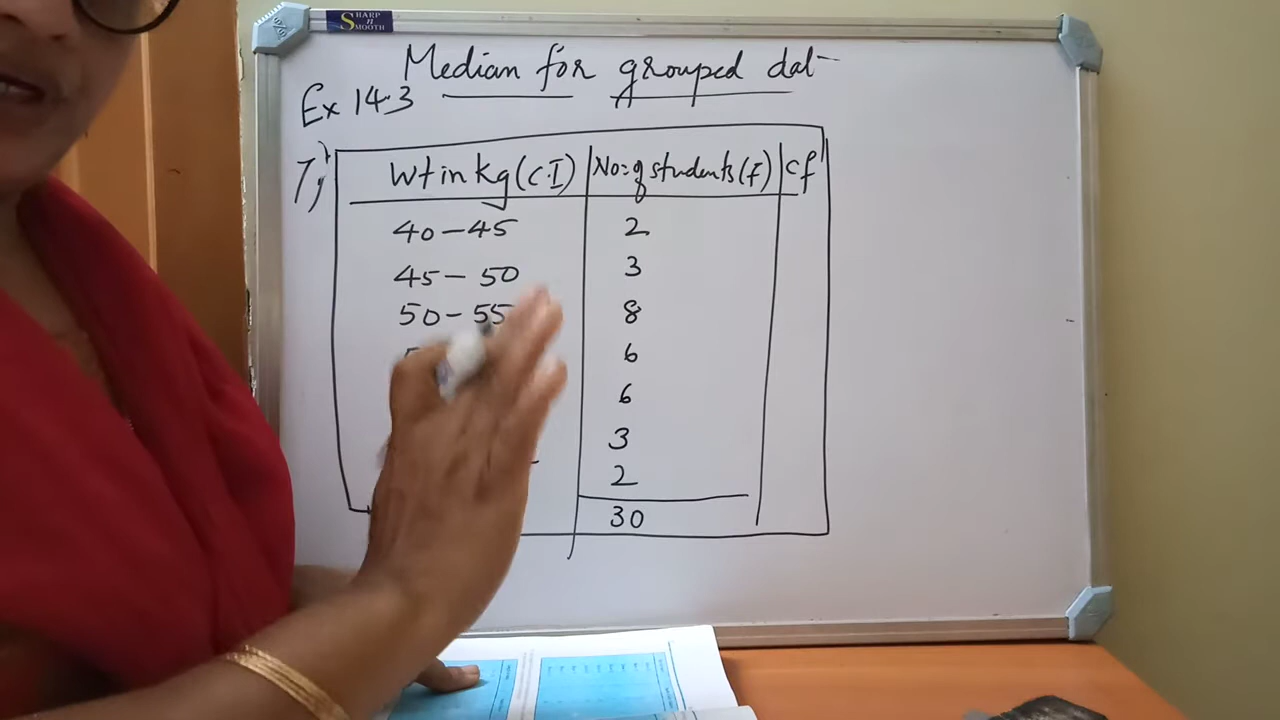 SHARP n SMOOTH
Median for grouped dat
Ex 14.3
7) Wt in kg (C.I) No: of students (f) cf
40-45 2
45-50 3
50-55 8
6
6
3
2
30